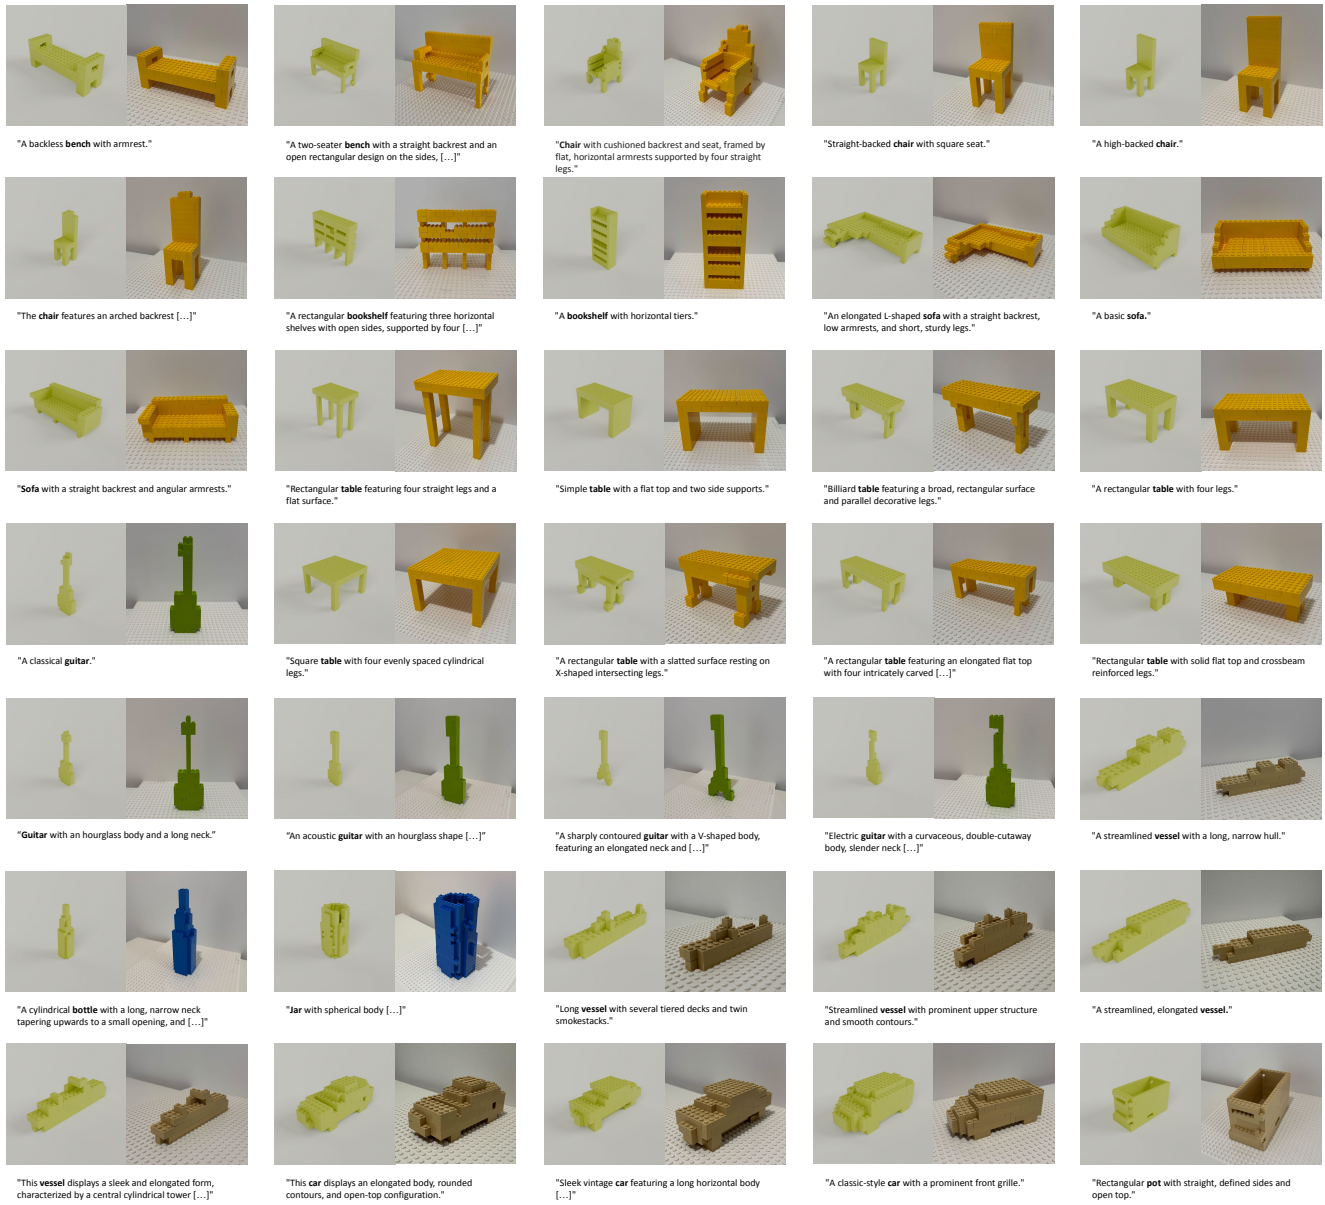 "A backless bench with armrest."
"A two-seater bench with a straight backrest and an
open rectangular design on the sides, [...]"
"Chair with cushioned backrest and seat, framed by
flat, horizontal armrests supported by four straight
legs."
"Straight-backed chair with square seat."
"A high-backed chair."
"The chair features an arched backrest [...]"
"A rectangular bookshelf featuring three horizontal
shelves with open sides, supported by four [...]"
"A bookshelf with horizontal tiers."
"An elongated L-shaped sofa with a straight backrest,
low armrests, and short, sturdy legs."
"A basic sofa."
"Sofa with a straight backrest and angular armrests."
"Rectangular table featuring four straight legs and a
flat surface."
"Simple table with a flat top and two side supports."
"Billiard table featuring a broad, rectangular surface
and parallel decorative legs."
"A rectangular table with four legs."
"A classical guitar."
"Square table with four evenly spaced cylindrical
legs."
"A rectangular table with a slatted surface resting on
X-shaped intersecting legs."
"A rectangular table featuring an elongated flat top
with four intricately carved [...]"
"Rectangular table with solid flat top and crossbeam
reinforced legs."
“Guitar with an hourglass body and a long neck.”
“An acoustic guitar with an hourglass shape [...]”
"A sharply contoured guitar with a V-shaped body,
featuring an elongated neck and [...]"
"Electric guitar with a curvaceous, double-cutaway
body, slender neck [...]"
"A streamlined vessel with a long, narrow hull."
"A cylindrical bottle with a long, narrow neck
tapering upwards to a small opening, and [...]"
"Jar with spherical body [...]"
"Long vessel with several tiered decks and twin
smokestacks."
"Streamlined vessel with prominent upper structure
and smooth contours."
"A streamlined, elongated vessel."
"This vessel displays a sleek and elongated form,
characterized by a central cylindrical tower [...]"
"This car displays an elongated body, rounded
contours, and open-top configuration."
"Sleek vintage car featuring a long horizontal body
[...]"
"A classic-style car with a prominent front grille."
"Rectangular pot with straight, defined sides and
open top."